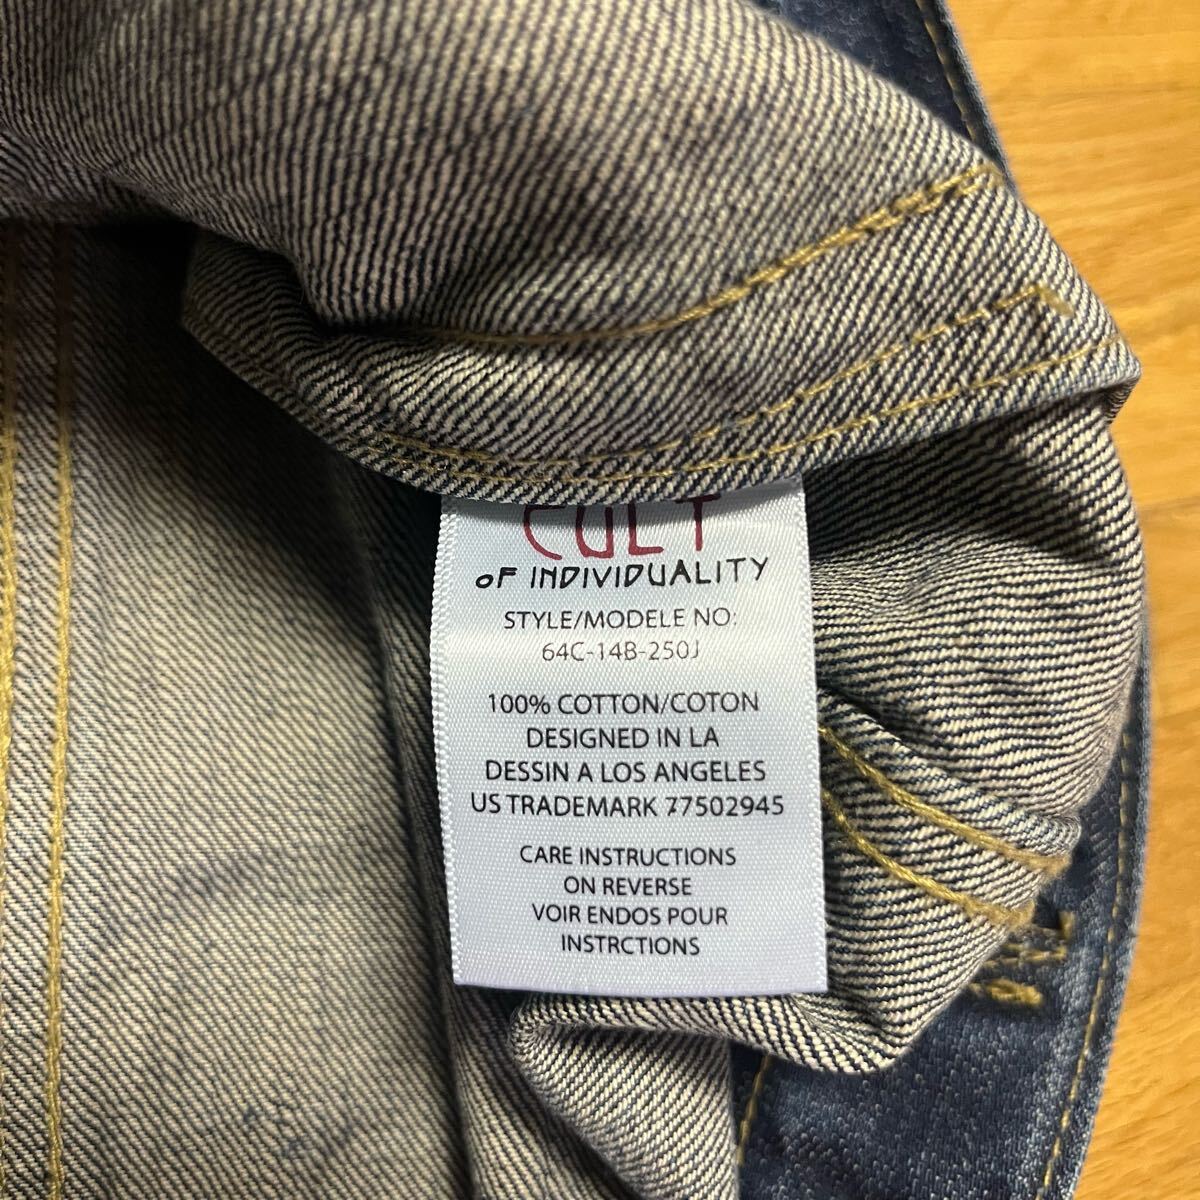 CULT
OF INDIVIDUALITY
STYLE/MODELE NO:
64C-14B-250J
100% COTTON/COTON
DESIGNED IN LA
DESSIN A LOS ANGELES
US TRADEMARK 77502945
CARE INSTRUCTIONS
ON REVERSE
VOIR ENDOS POUR
INSTRCTIONS